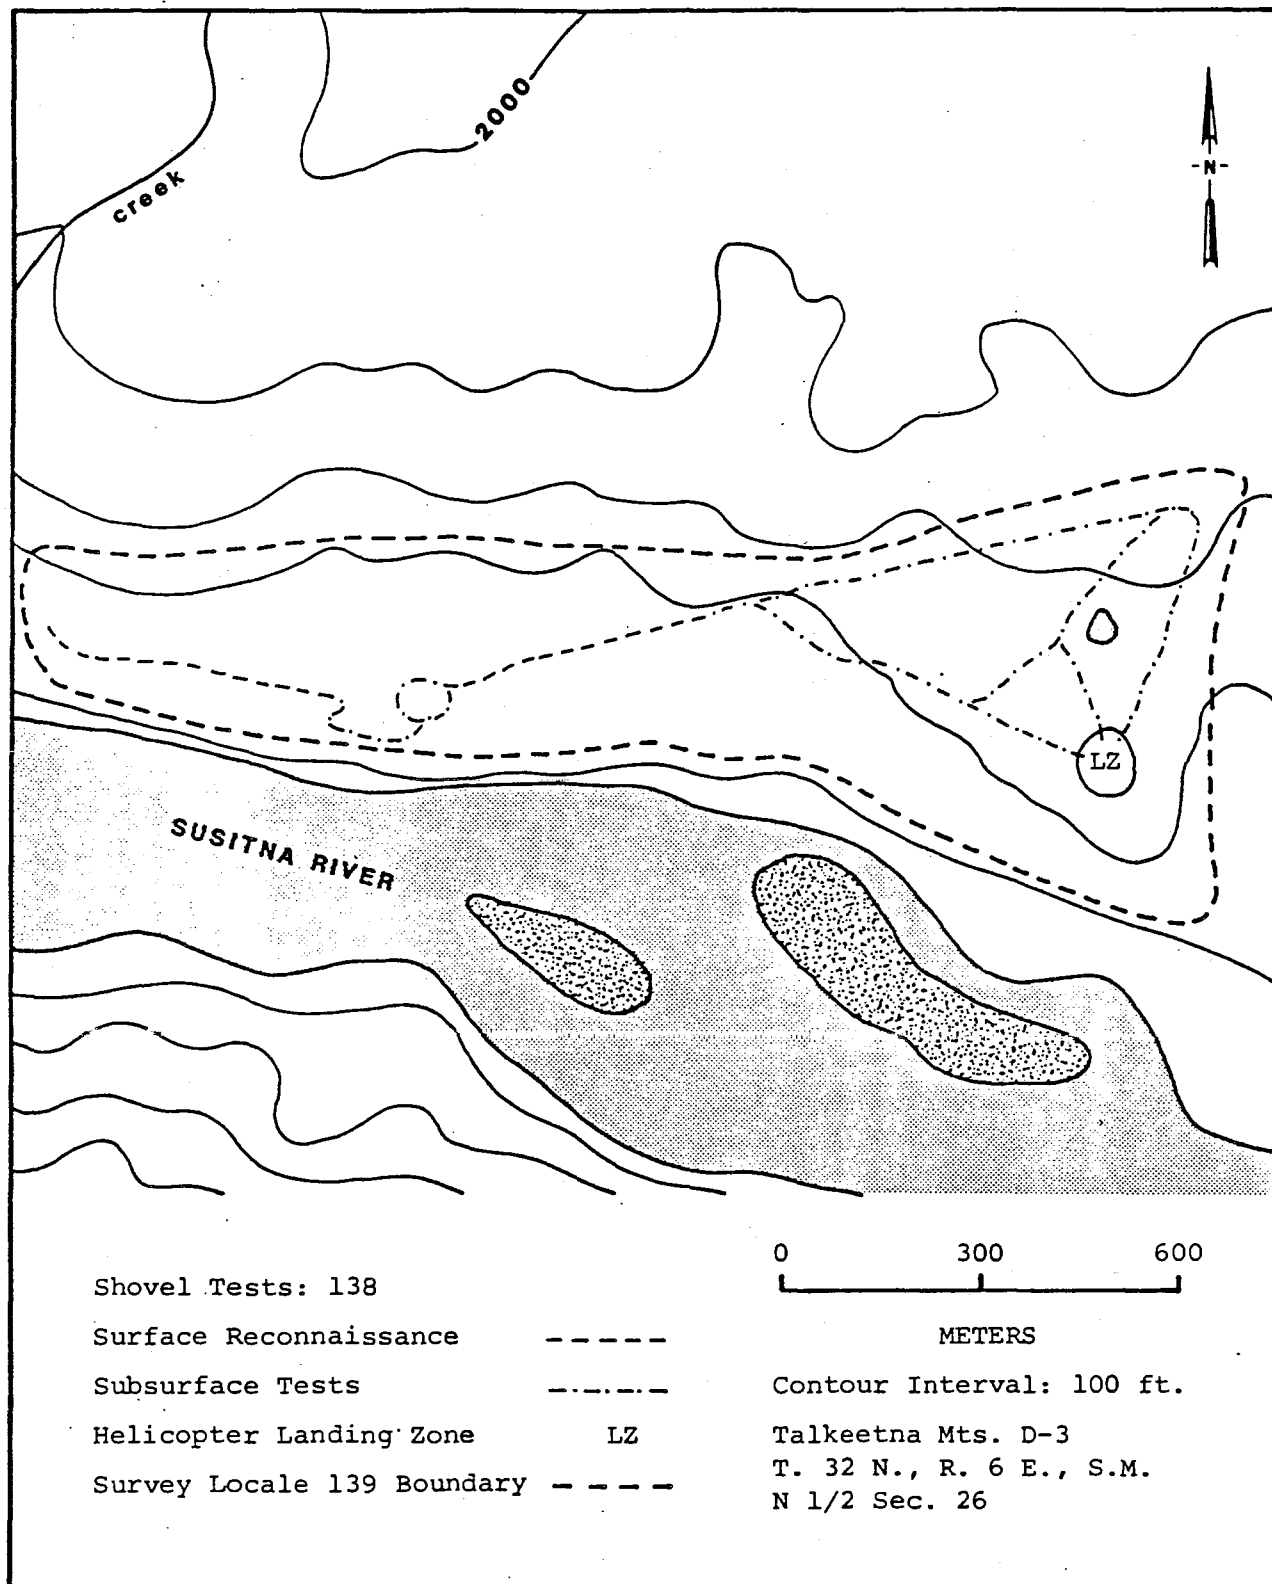 2000
-N-
creek
LZ
SUSITNA RIVER
0 300 600
METERS
Shovel Tests: 138
Surface Reconnaissance
Subsurface Tests
Helicopter Landing Zone LZ
Survey Locale 139 Boundary
Contour Interval: 100 ft.
Talkeetna Mts. D-3
T. 32 N., R. 6 E., S.M.
N 1/2 Sec. 26